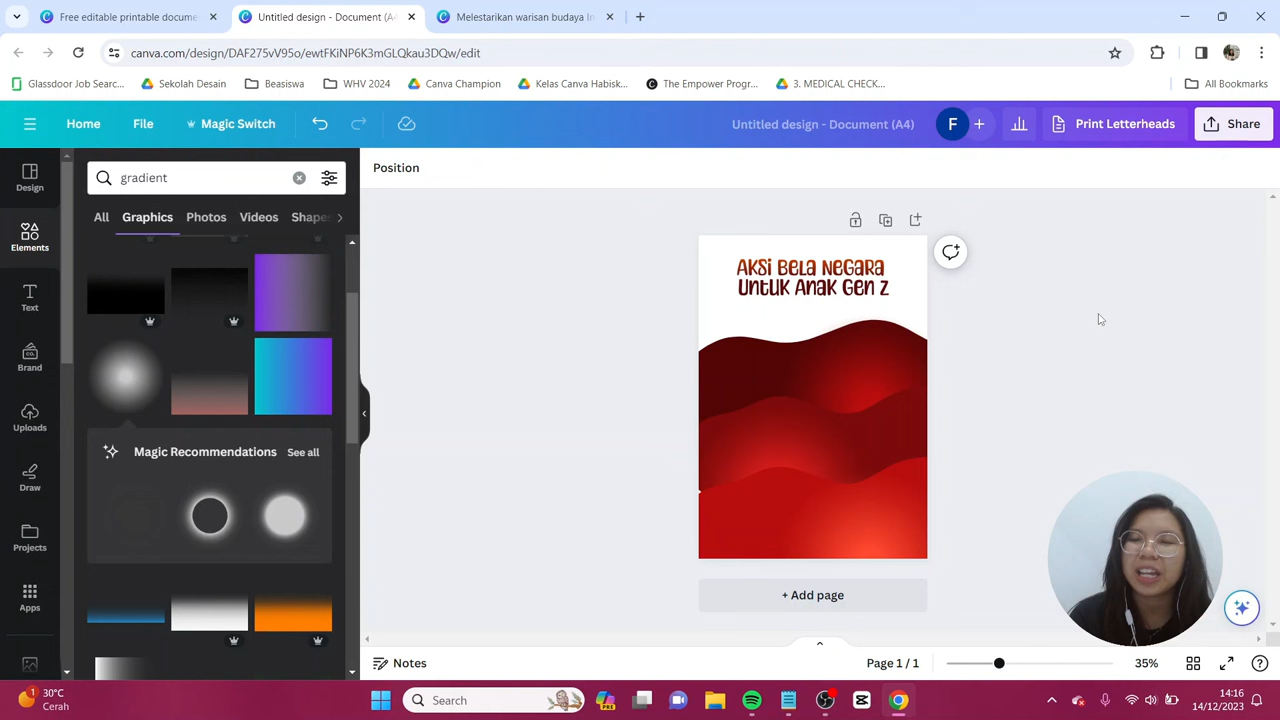 Free editable printable docume
Untitled design - Document (A4
Melestarikan warisan budaya In
canva.com/design/DAF275vV95o/ewtFKiNP6K3mGLQkau3DQw/edit
Glassdoor Job Searc...
Sekolah Desain
Beasiswa
WHV 2024
Canva Champion
Kelas Canva Habisk...
The Empower Progr...
3. MEDICAL CHECK...
All Bookmarks
Home
File
Magic Switch
Untitled design - Document (A4)
F
+
Print Letterheads
Share
Design
Elements
Text
Brand
Uploads
Draw
Projects
Apps
gradient
All
Graphics
Photos
Videos
Shape
Magic Recommendations
See all
Position
AKSi BELA NEGARA
UNTUK ANAK GEN Z
+ Add page
Notes
Page 1 / 1
35%
1
30°C
Cerah
Search
PRE
14:16
14/12/2023